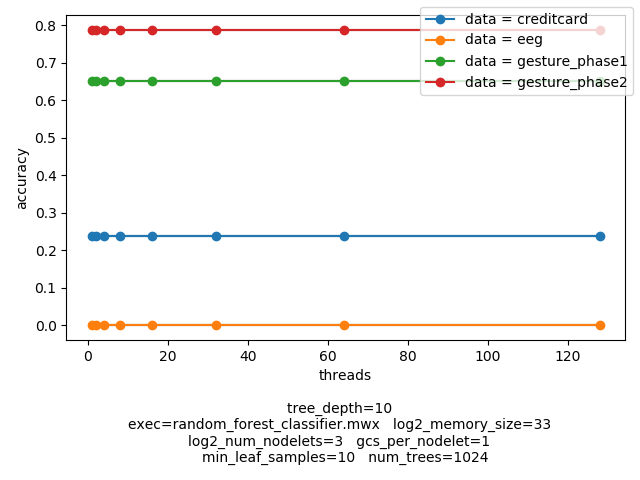 data = creditcard
data = eeg
data = gesture_phase1
data = gesture_phase2
0.8
0.7
0.6
0.5
0.4
0.3
0.2
0.1
0.0
accuracy
0 20 40 60 80 100 120
threads
tree_depth=10
exec=random_forest_classifier.mwx log2_memory_size=33
log2_num_nodelets=3 gcs_per_nodelet=1
min_leaf_samples=10 num_trees=1024